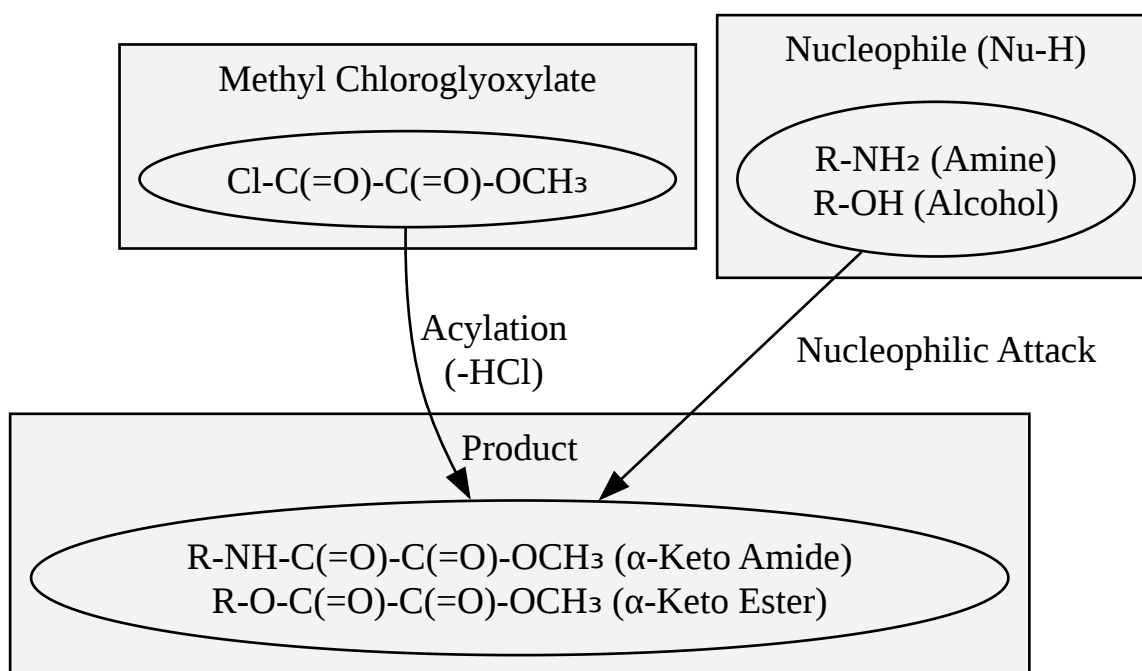 Methyl Chloroglyoxylate
Cl-C(=O)-C(=O)-OCH₃
Nucleophile (Nu-H)
R-NH₂ (Amine)
R-OH (Alcohol)
Acylation
(-HCl)
Nucleophilic Attack
Product
R-NH-C(=O)-C(=O)-OCH₃ (α-Keto Amide)
R-O-C(=O)-C(=O)-OCH₃ (α-Keto Ester)